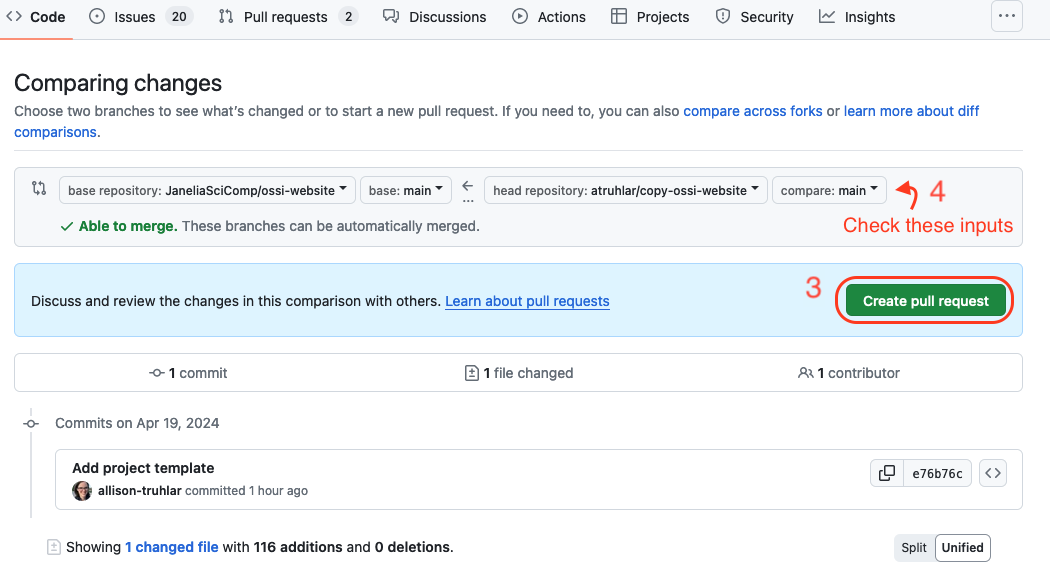 Code Issues 20 Pull requests 2 Discussions Actions Projects Security Insights
Comparing changes
Choose two branches to see what's changed or to start a new pull request. If you need to, you can also compare across forks or learn more about diff
comparisons.
base repository: JaneliaSciComp/ossi-website base: main head repository: atruhlar/copy-ossi-website compare: main 4
Able to merge. These branches can be automatically merged. Check these inputs
3
Discuss and review the changes in this comparison with others. Learn about pull requests Create pull request
1 commit 1 file changed 1 contributor
Commits on Apr 19, 2024
Add project template
allison-truhlar committed 1 hour ago e76b76c
Showing 1 changed file with 116 additions and 0 deletions. Split Unified